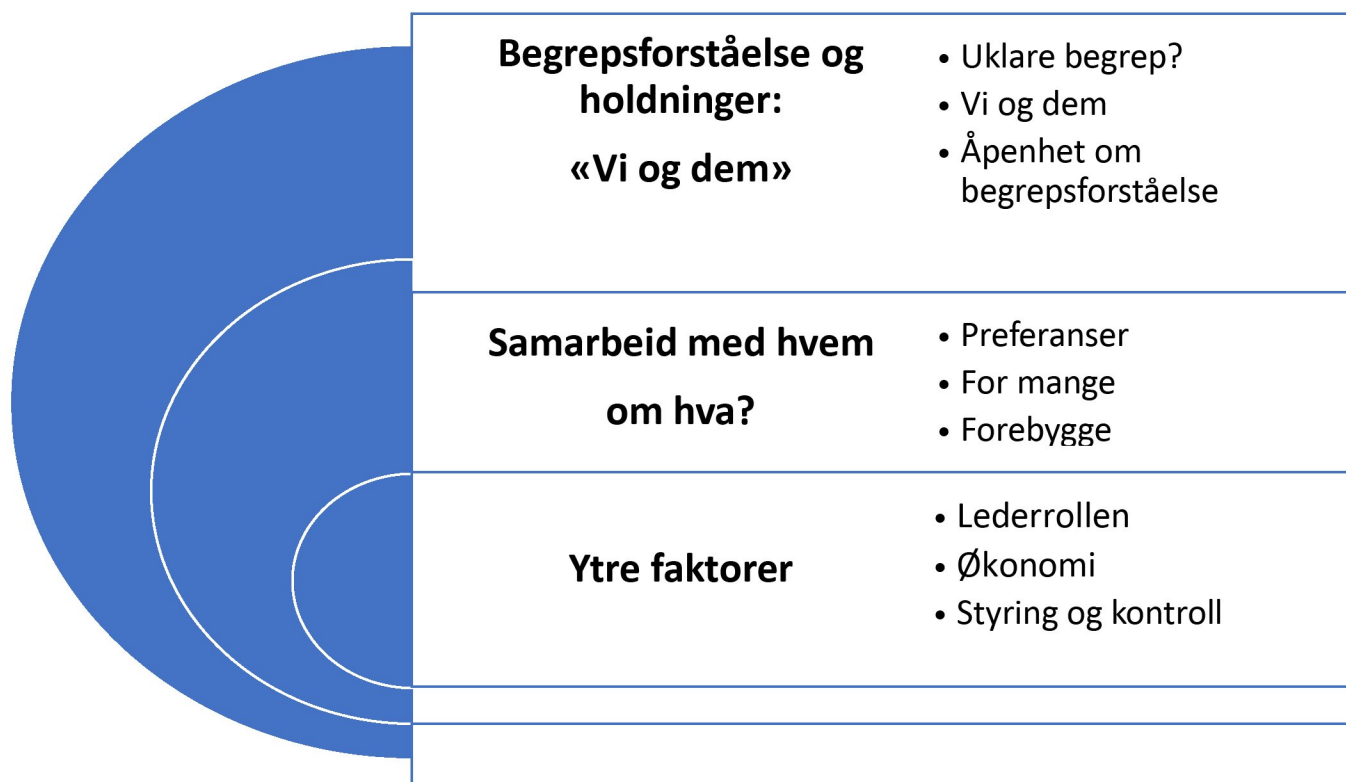 Begrepsforståelse og
holdninger:
«Vi og dem»
• Uklare begrep?
• Vi og dem
• Åpenhet om
begrepsforståelse
Samarbeid med hvem
om hva?
• Preferanser
• For mange
• Forebygge
Ytre faktorer
• Lederrollen
• Økonomi
• Styring og kontroll